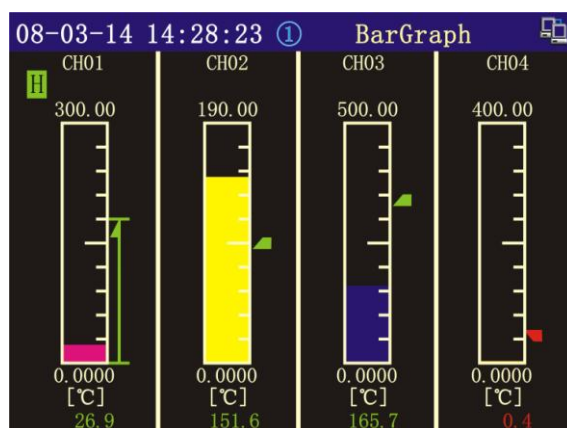 08-03-14 14:28:23 ① BarGraph
CH01 CH02 CH03 CH04
H
300.00 190.00 500.00 400.00
0.0000 0.0000 0.0000 0.0000
[℃] [℃] [℃] [℃]
26.9 151.6 165.7 0.4